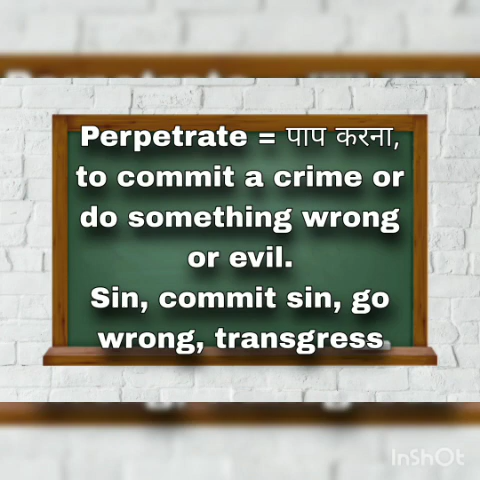 Perpetrate = पाप करना,
to commit a crime or
do something wrong
or evil.
Sin, commit sin, go
wrong, transgress
InShOt